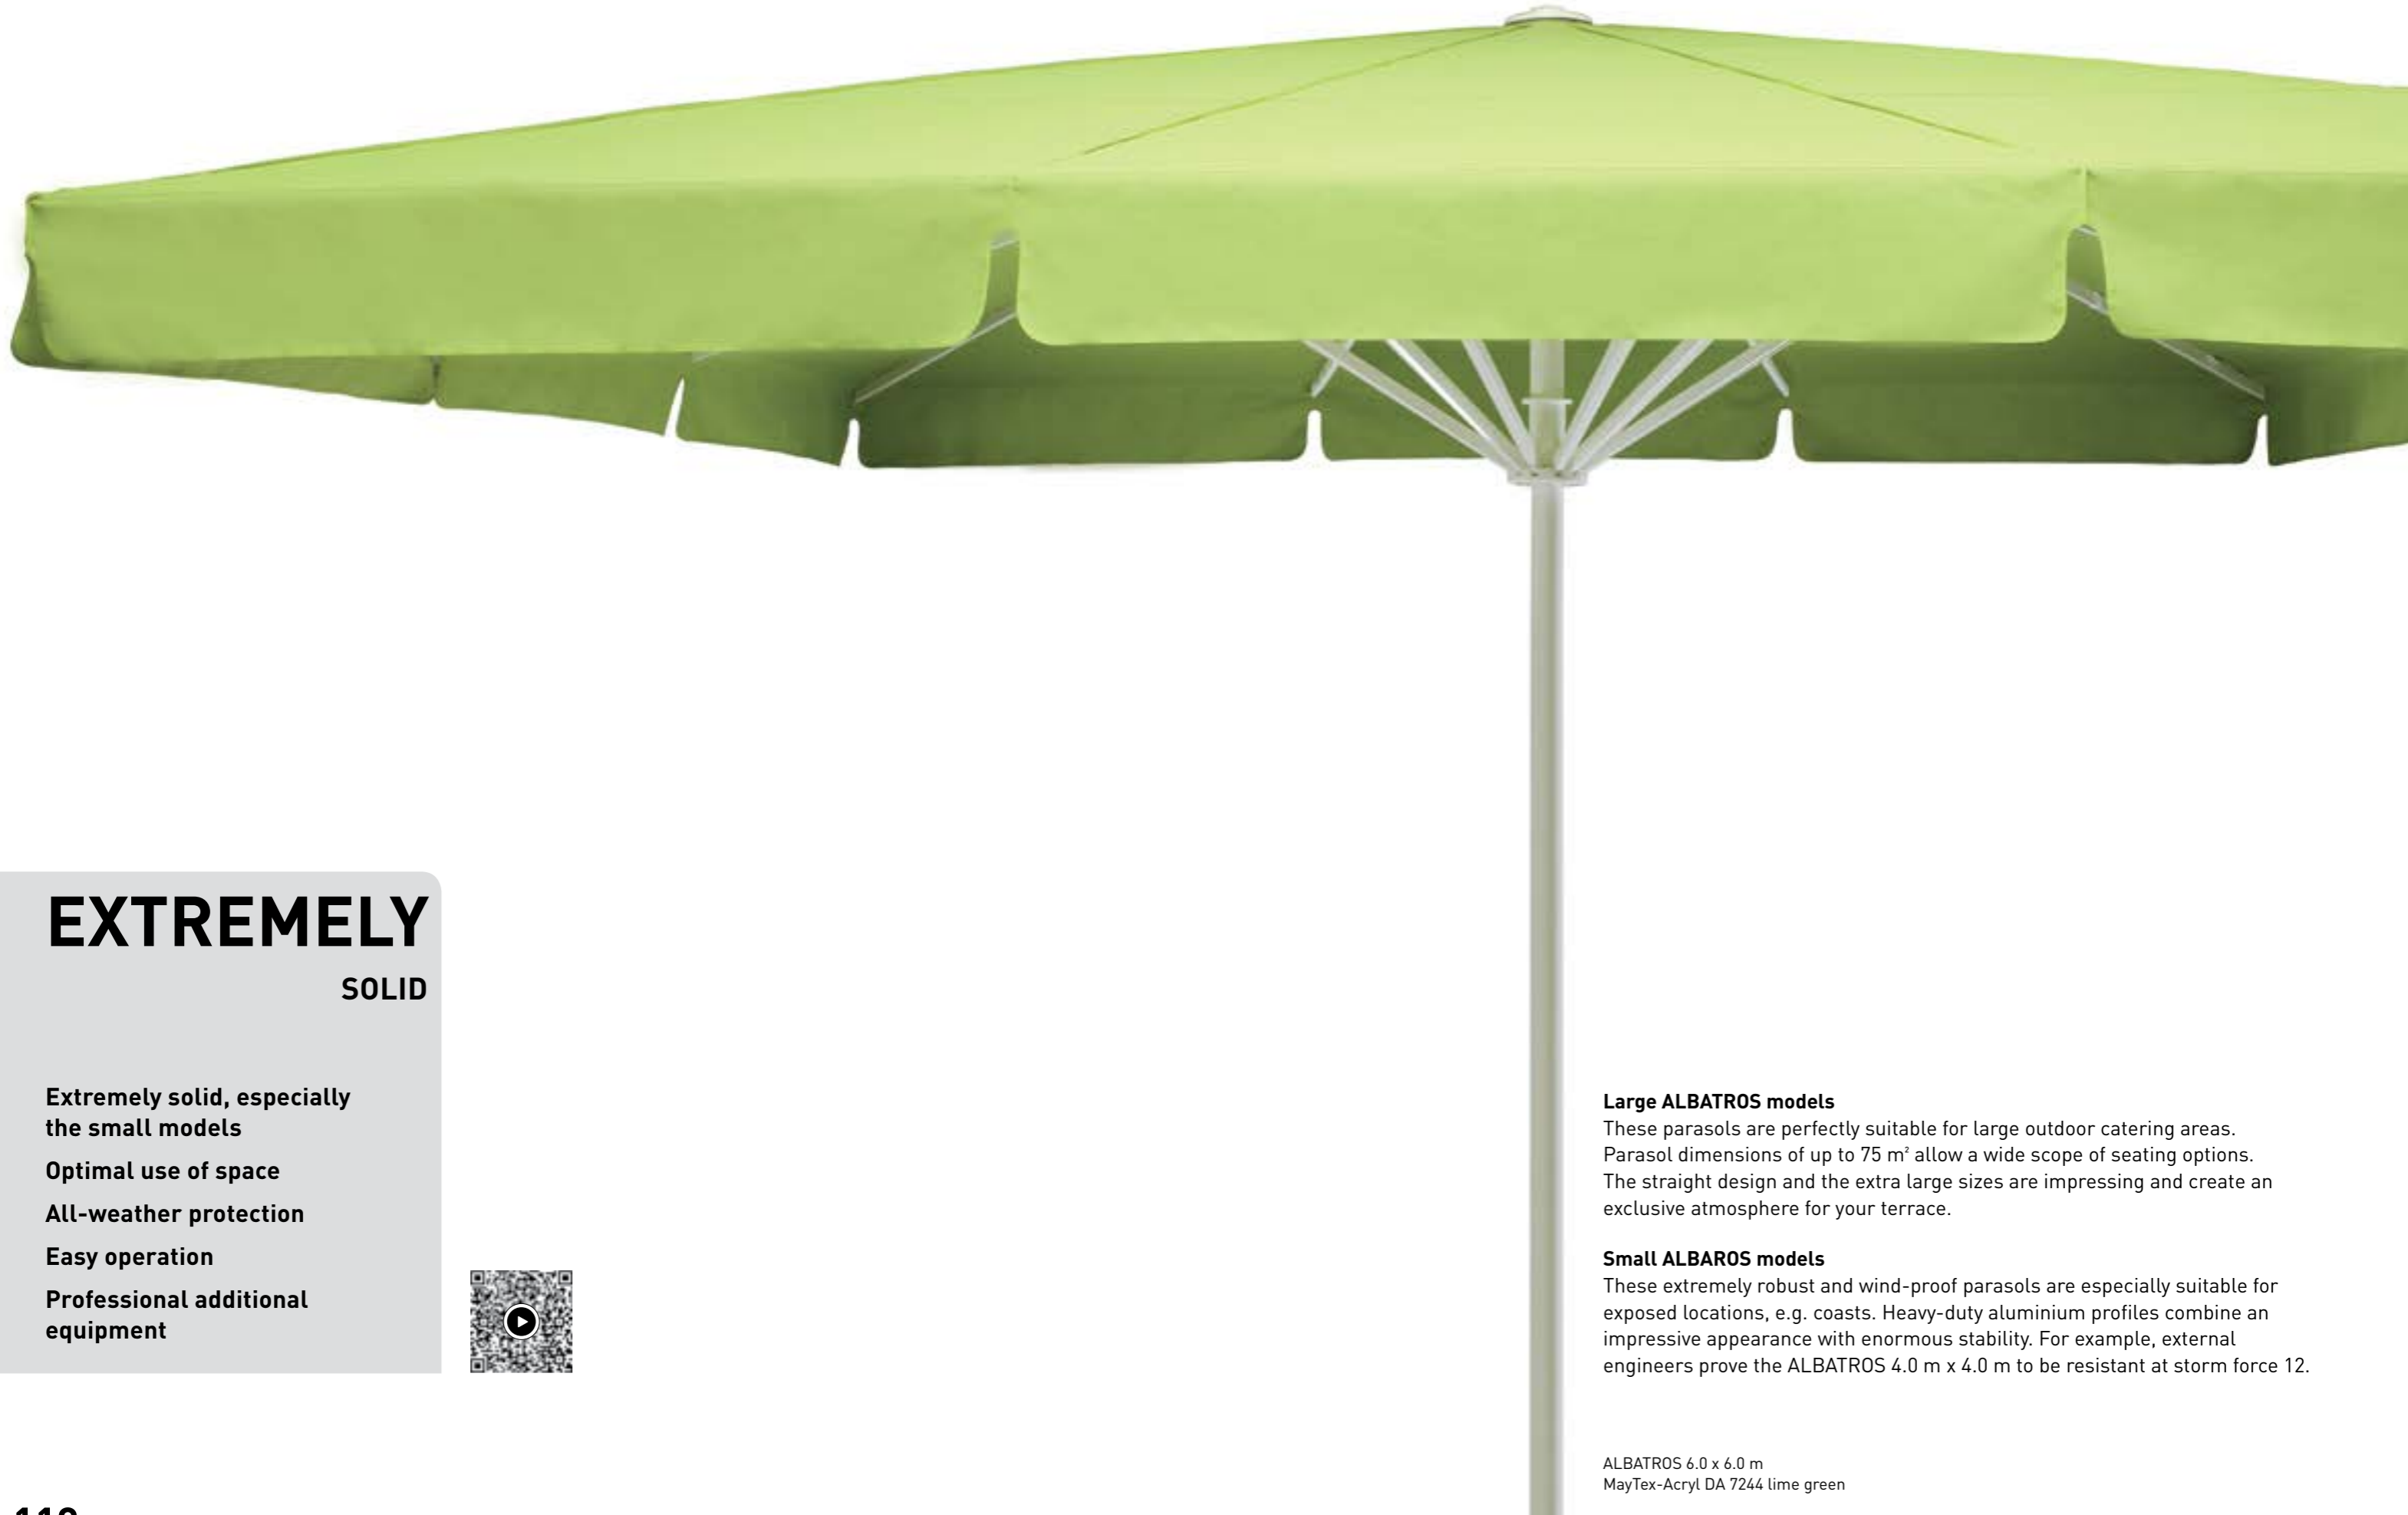 EXTREMELY
SOLID
Extremely solid, especially
the small models
Optimal use of space
All-weather protection
Easy operation
Professional additional
equipment
Large ALBATROS models
These parasols are perfectly suitable for large outdoor catering areas.
Parasol dimensions of up to 75 m² allow a wide scope of seating options.
The straight design and the extra large sizes are impressing and create an
exclusive atmosphere for your terrace.
Small ALBAROS models
These extremely robust and wind-proof parasols are especially suitable for
exposed locations, e.g. coasts. Heavy-duty aluminium profiles combine an
impressive appearance with enormous stability. For example, external
engineers prove the ALBATROS 4.0 m x 4.0 m to be resistant at storm force 12.
ALBATROS 6.0 x 6.0 m
MayTex-Acryl DA 7244 lime green